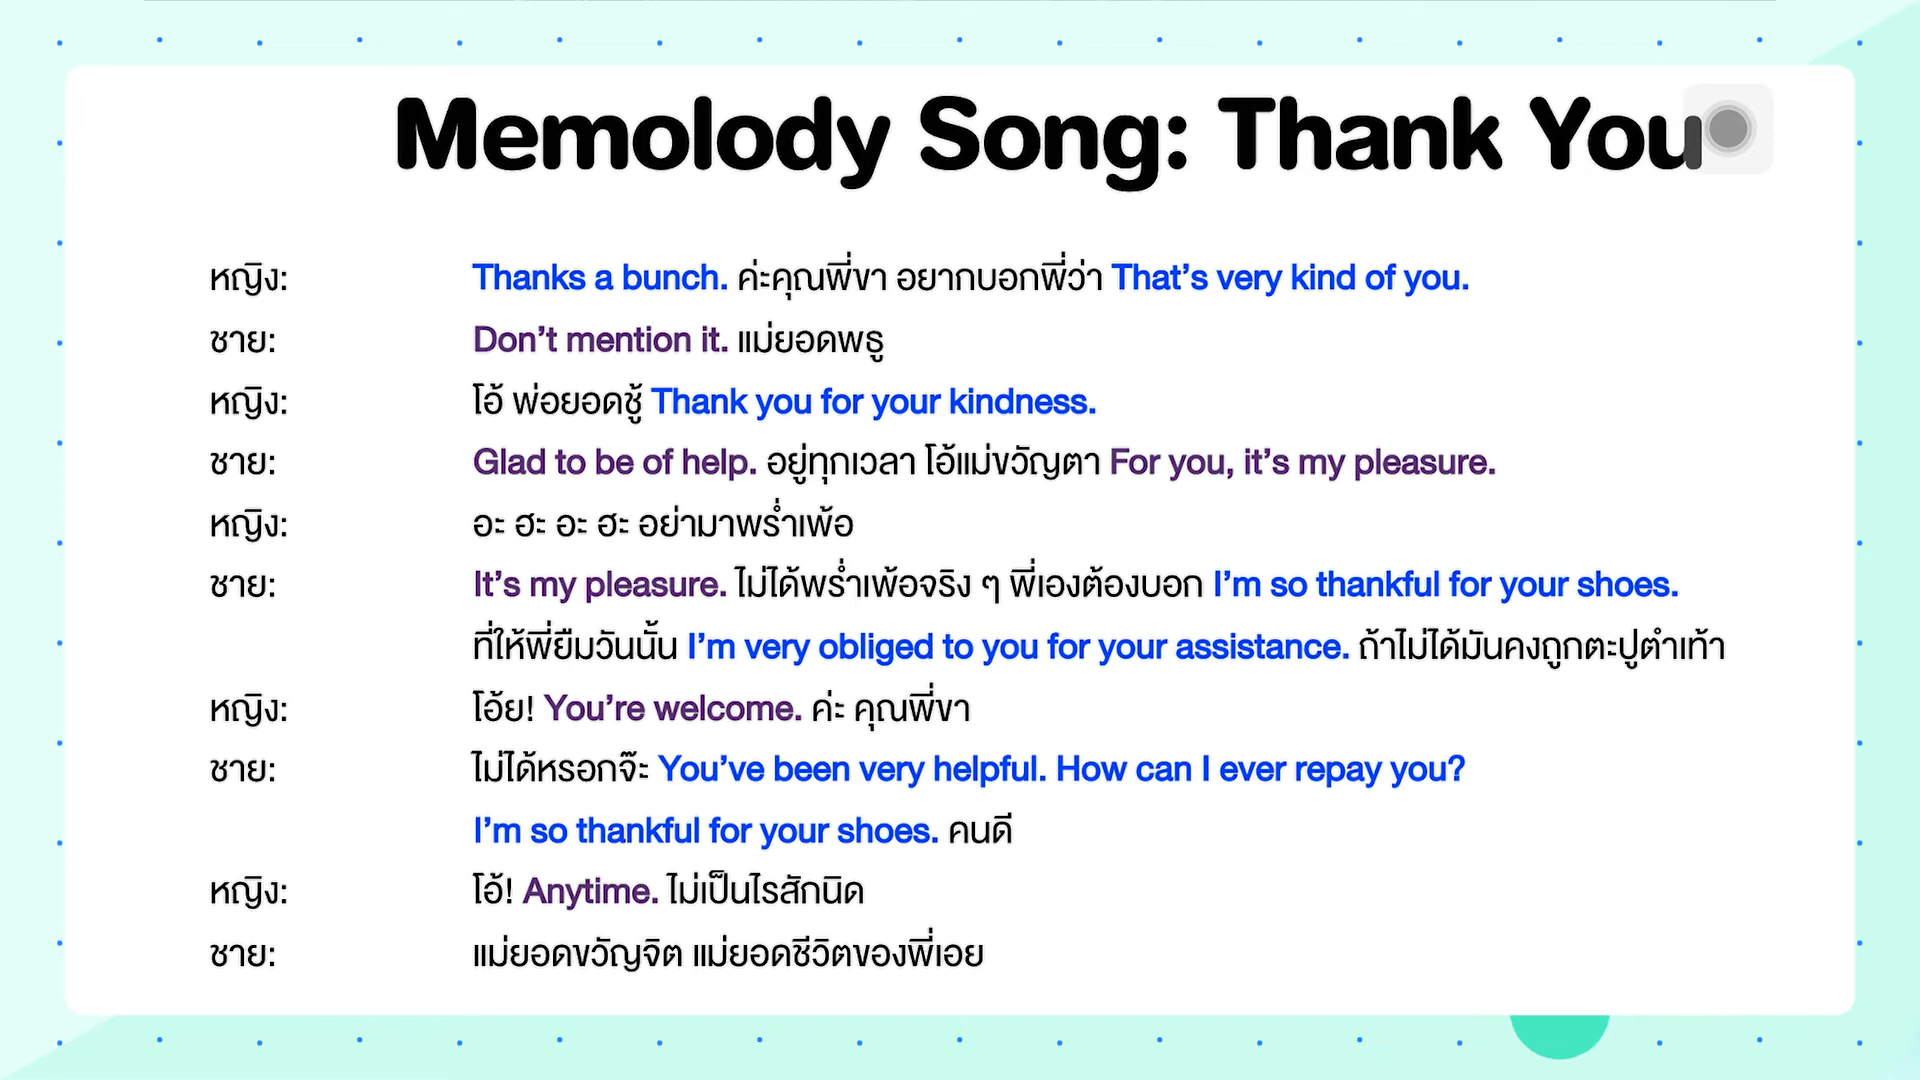 Memolody Song: Thank You
หญิง: Thanks a bunch. ค่ะคุณพี่ขา อยากบอกพี่ว่า That’s very kind of you.
ชาย: Don’t mention it. แม่ยอดพธู
หญิง: โอ้ พ่อยอดชู้ Thank you for your kindness.
ชาย: Glad to be of help. อยู่ทุกเวลา โอ้แม่ขวัญตา For you, it’s my pleasure.
หญิง: อะ ฮะ อะ ฮะ อย่ามาพร่ำเพ้อ
ชาย: It’s my pleasure. ไม่ได้พร่ำเพ้อจริง ๆ พี่เองต้องบอก I’m so thankful for your shoes.
ที่ให้พี่ยืมวันนั้น I’m very obliged to you for your assistance. ถ้าไม่ได้มันคงถูกตะปูตำเท้า
หญิง: โอ้ย! You’re welcome. ค่ะ คุณพี่ขา
ชาย: ไม่ได้หรอกจ๊ะ You’ve been very helpful. How can I ever repay you?
I’m so thankful for your shoes. คนดี
หญิง: โอ้! Anytime. ไม่เป็นไรสักนิด
ชาย: แม่ยอดขวัญจิต แม่ยอดชีวิตของพี่เอย